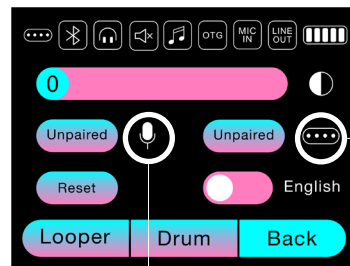 OTG MIC IN LINE OUT
0
Unpaired Unpaired
Reset English
Looper Drum Back